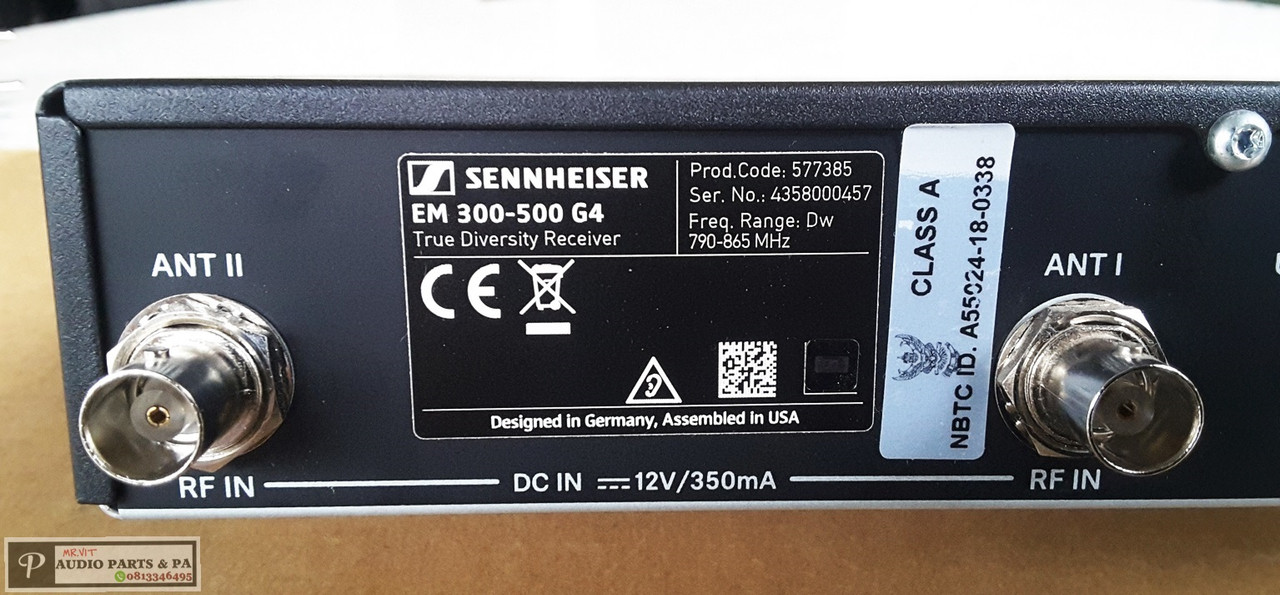 SENNHEISER
EM 300-500 G4
True Diversity Receiver
Prod.Code: 577385
Ser. No.: 4358000457
Freq. Range: Dw
790-865 MHz
CE
Designed in Germany, Assembled in USA
CLASS A
NBTC ID. A55024-18-0338
ANT II
ANT I
RF IN
DC IN 12V/350mA
RF IN
P
MR.VIT
AUDIO PARTS & PA
0813346495